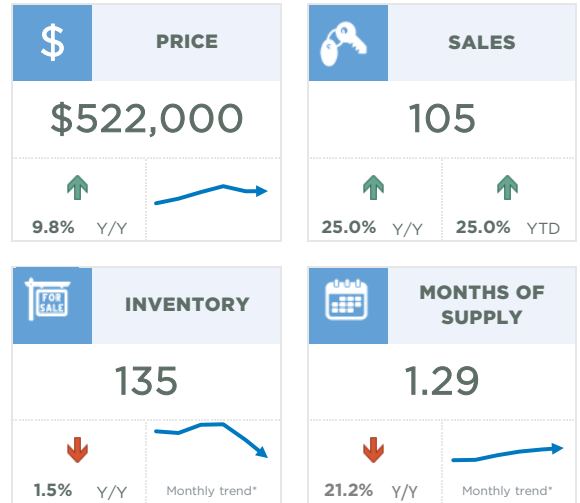 $
PRICE
$522,000
9.8% Y/Y
SALES
105
25.0% Y/Y
25.0% YTD
FOR
SALE
INVENTORY
135
1.5% Y/Y
Monthly trend*
MONTHS OF
SUPPLY
1.29
21.2% Y/Y
Monthly trend*